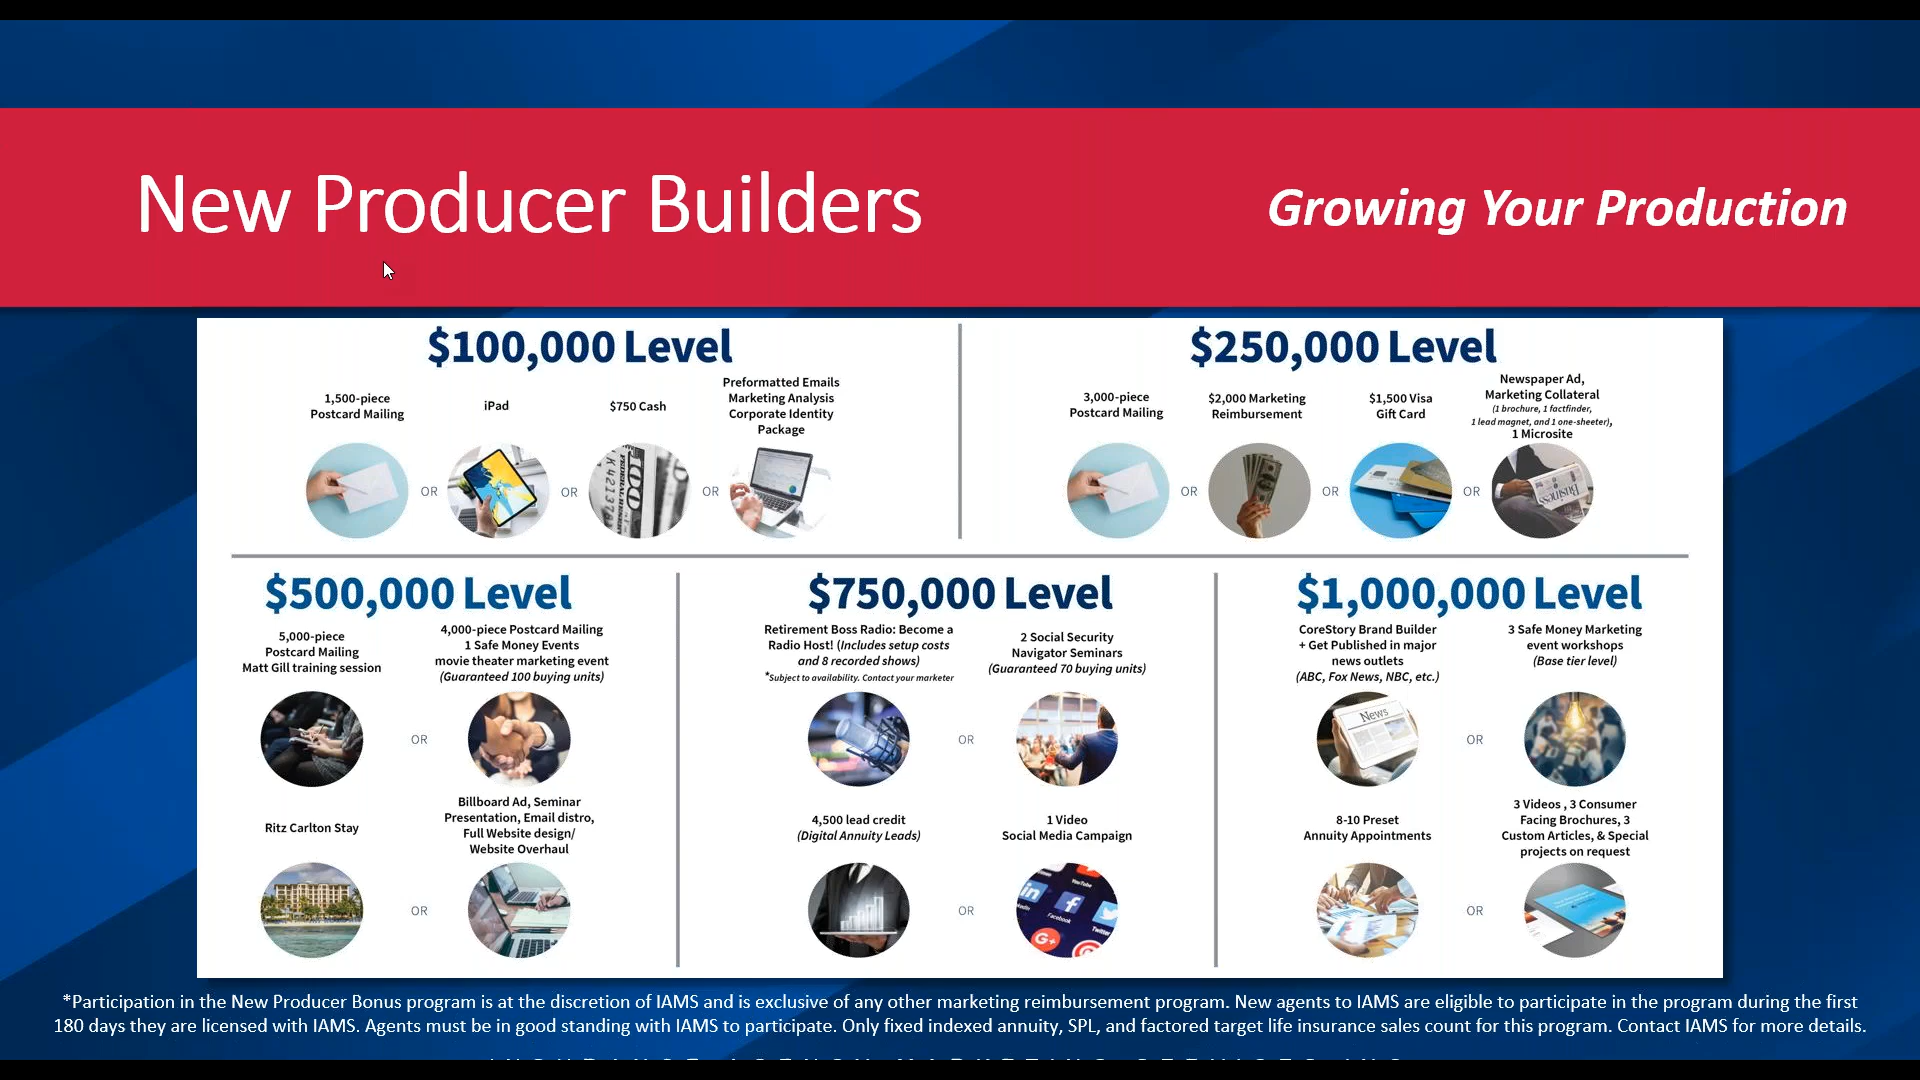 New Producer Builders
Growing Your Production
$100,000 Level
1,500-piece
Postcard Mailing
iPad
$750 Cash
Preformatted Emails
Marketing Analysis
Corporate Identity
Package
OR
OR
OR
$250,000 Level
3,000-piece
Postcard Mailing
$2,000 Marketing
Reimbursement
$1,500 Visa
Gift Card
Newspaper Ad,
Marketing Collateral
(1 brochure, 1 factfinder,
1 lead magnet, and 1 one-sheeter),
1 Microsite
OR
OR
OR
Business
$500,000 Level
5,000-piece
Postcard Mailing
Matt Gill training session
OR
4,000-piece Postcard Mailing
1 Safe Money Events
movie theater marketing event
(Guaranteed 100 buying units)
Ritz Carlton Stay
OR
Billboard Ad, Seminar
Presentation, Email distro,
Full Website design/
Website Overhaul
$750,000 Level
Retirement Boss Radio: Become a
Radio Host! (Includes setup costs
and 8 recorded shows)
*Subject to availability. Contact your marketer
OR
2 Social Security
Navigator Seminars
(Guaranteed 70 buying units)
4,500 lead credit
(Digital Annuity Leads)
OR
1 Video
Social Media Campaign
YouTube
Facebook
Twitter
$1,000,000 Level
CoreStory Brand Builder
+ Get Published in major
news outlets
(ABC, Fox News, NBC, etc.)
News
OR
3 Safe Money Marketing
event workshops
(Base tier level)
8-10 Preset
Annuity Appointments
OR
3 Videos , 3 Consumer
Facing Brochures, 3
Custom Articles, & Special
projects on request
*Participation in the New Producer Bonus program is at the discretion of IAMS and is exclusive of any other marketing reimbursement program. New agents to IAMS are eligible to participate in the program during the first
180 days they are licensed with IAMS. Agents must be in good standing with IAMS to participate. Only fixed indexed annuity, SPL, and factored target life insurance sales count for this program. Contact IAMS for more details.